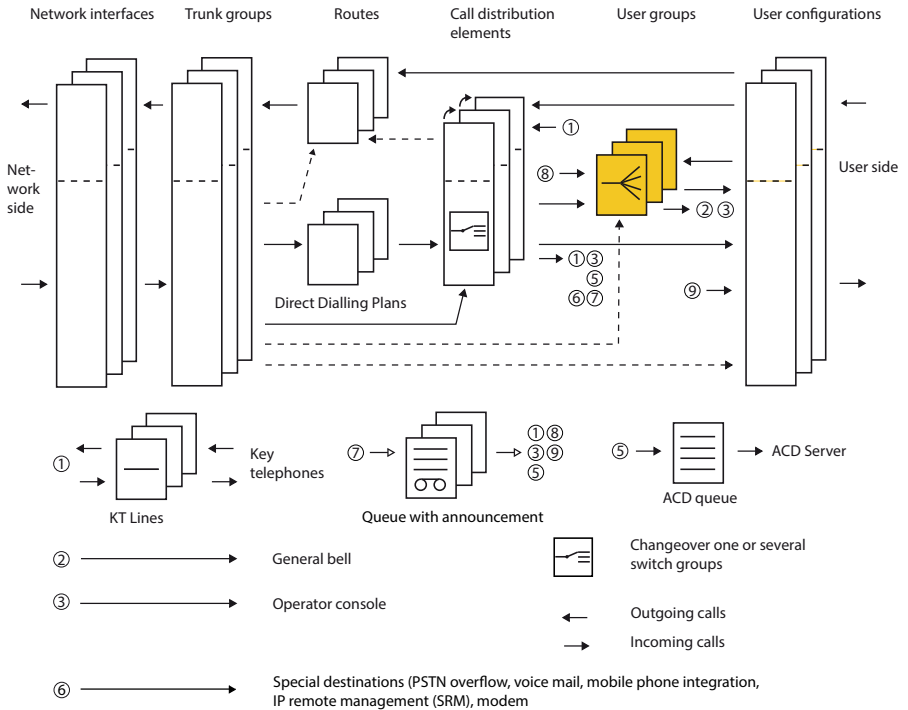 Network interfaces
Trunk groups
Routes
Call distribution
elements
User groups
User configurations
①
Net-
work
side
⑧
User side
② ③
① ③
⑤
⑥ ⑦
⑨
Direct Dialling Plans
①
Key
telephones
KT Lines
⑦
① ⑧
③ ⑨
⑤
Queue with announcement
⑤
ACD Server
ACD queue
② General bell
Changeover one or several
switch groups
③ Operator console
Outgoing calls
Incoming calls
⑥ Special destinations (PSTN overflow, voice mail, mobile phone integration,
IP remote management (SRM), modem